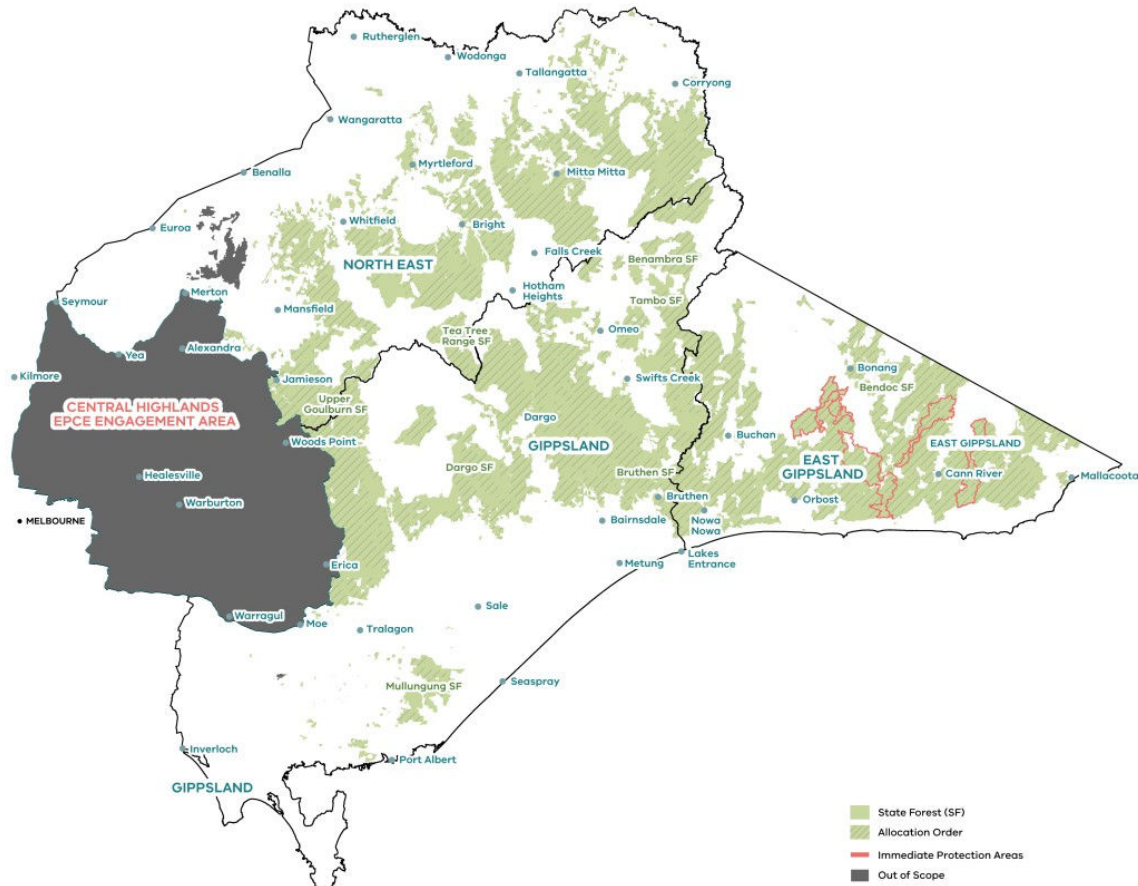 Rutherglen
Wodonga
Tallangatta
Corryong
Wangaratta
Myrtleford
Benalla
Mitta Mitta
Whitfield
Bright
Euroa
Falls Creek
NORTH EAST
Benambra SF
Hotham
Heights
Merton
Seymour
Tambo SF
Mansfield
Tea Tree
Range SF
Omeo
Alexandra
Yea
Bonang
Kilmore
Jamieson
Swifts Creek
Bendoc SF
Upper
Goulburn SF
CENTRAL HIGHLANDS
EPCE ENGAGEMENT AREA
Dargo
Buchan
Woods Point
GIPPSLAND
EAST GIPPSLAND
EAST
GIPPSLAND
Dargo SF
Bruthen SF
Cann River
Mallacoota
Healesville
Bruthen
Orbost
Warburton
MELBOURNE
Bairnsdale
Nowa
Nowa
Lakes
Entrance
Metung
Erica
Sale
Warragul
Moe
Tralagon
Mullungung SF
Seaspray
Inverloch
Port Albert
GIPPSLAND
State Forest (SF)
Allocation Order
Immediate Protection Areas
Out of Scope